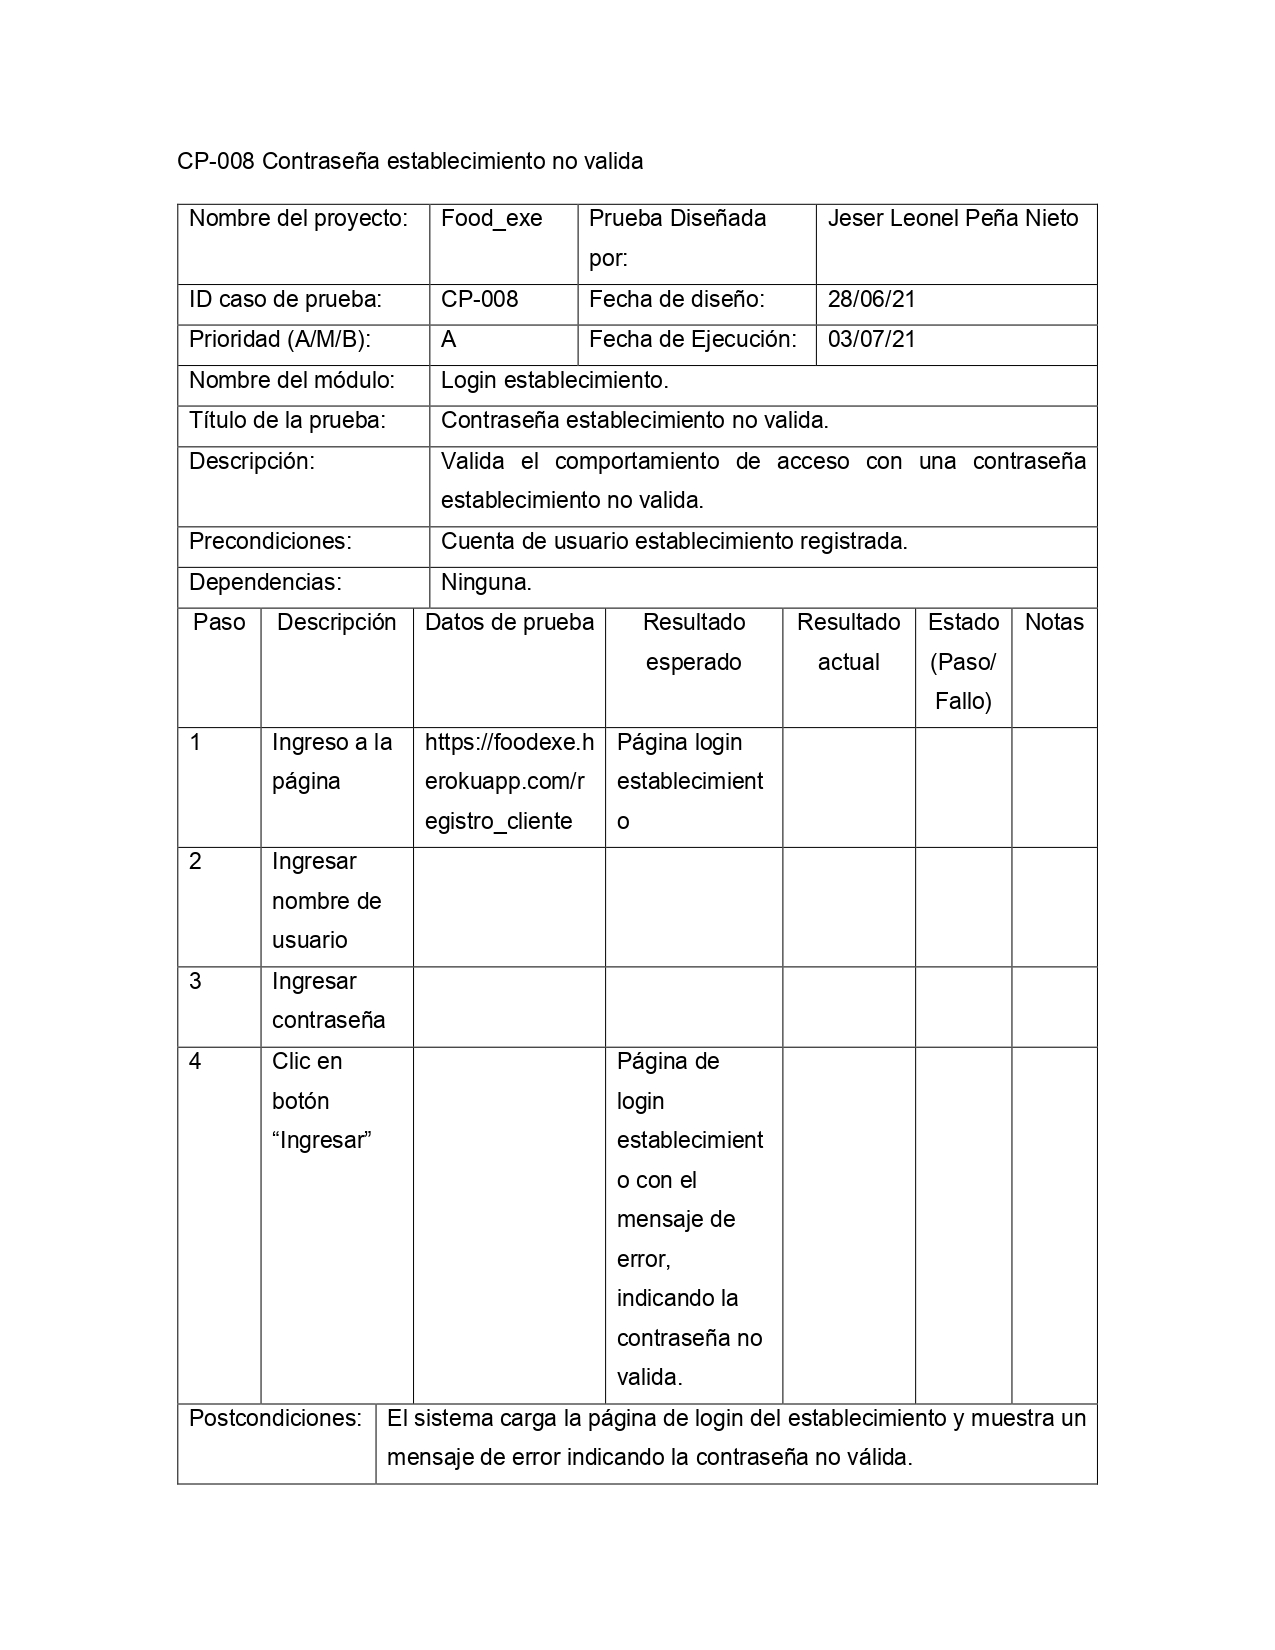 CP-008 Contraseña establecimiento no valida
Nombre del proyecto: Food_exe Prueba Diseñada Jeser Leonel Peña Nieto
por:
ID caso de prueba: CP-008 Fecha de diseño: 28/06/21
Prioridad (A/M/B): A Fecha de Ejecución: 03/07/21
Nombre del módulo: Login establecimiento.
Título de la prueba: Contraseña establecimiento no valida.
Descripción: Valida el comportamiento de acceso con una contraseña
establecimiento no valida.
Precondiciones: Cuenta de usuario establecimiento registrada.
Dependencias: Ninguna.
Paso Descripción Datos de prueba Resultado Resultado Estado Notas
esperado actual (Paso/
Fallo)
1 Ingreso a la https://foodexe.h Página login
página erokuapp.com/r establecimient
egistro_cliente o
2 Ingresar
nombre de
usuario
3 Ingresar
contraseña
4 Clic en Página de
botón login
“Ingresar” establecimient
o con el
mensaje de
error,
indicando la
contraseña no
valida.
Postcondiciones: El sistema carga la página de login del establecimiento y muestra un
mensaje de error indicando la contraseña no válida.